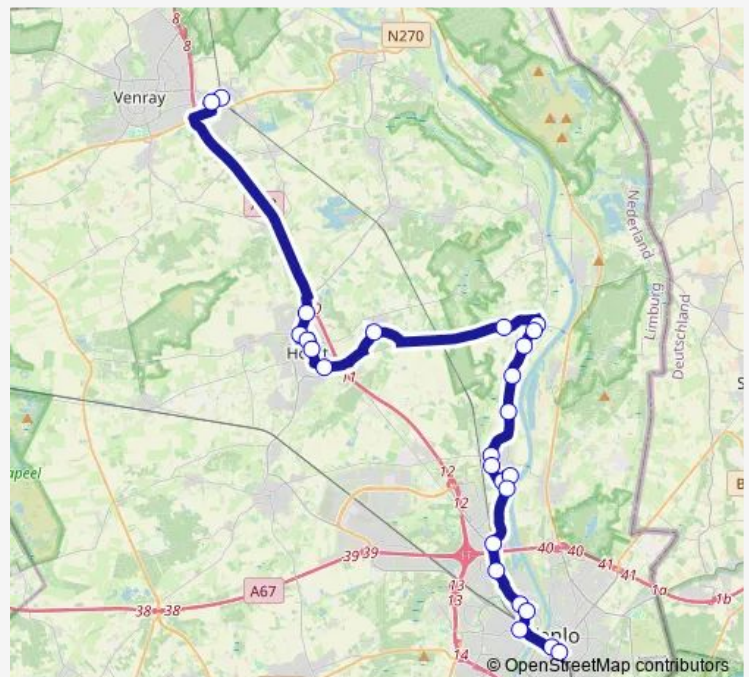 8
8
N270
Venray
Nederland
Limburg
Deutschland
11
apeel
12
12
B
39 39
40 40
41
41
A67
1a
1b
13
13
38 38
14
© OpenStreetMap contributors